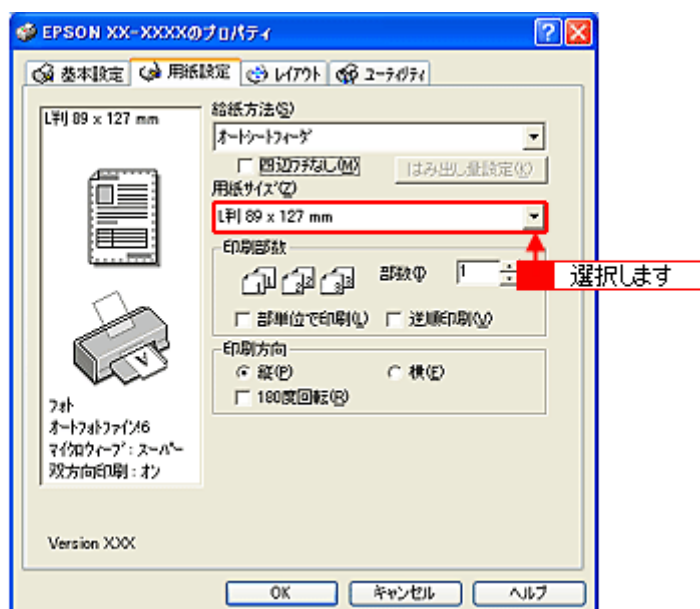 EPSON XX-XXXXのプロパティ
基本設定 用紙設定 レイアウト ユーティリティ
L判 89 x 127 mm
給紙方法(S)
オートシートフィーダ
四辺フチなし(M) はみ出し量設定(K)
用紙サイズ(Z)
L判 89 x 127 mm
選択します
印刷部数
部数(I) 1
部単位で印刷(L) 逆順印刷(V)
印刷方向
縦(P) 横(E)
180度回転(R)
フォト
オートフォトファイン!6
マイクロウィーブ:スーパー
双方向印刷:オン
Version XXX
OK キャンセル ヘルプ